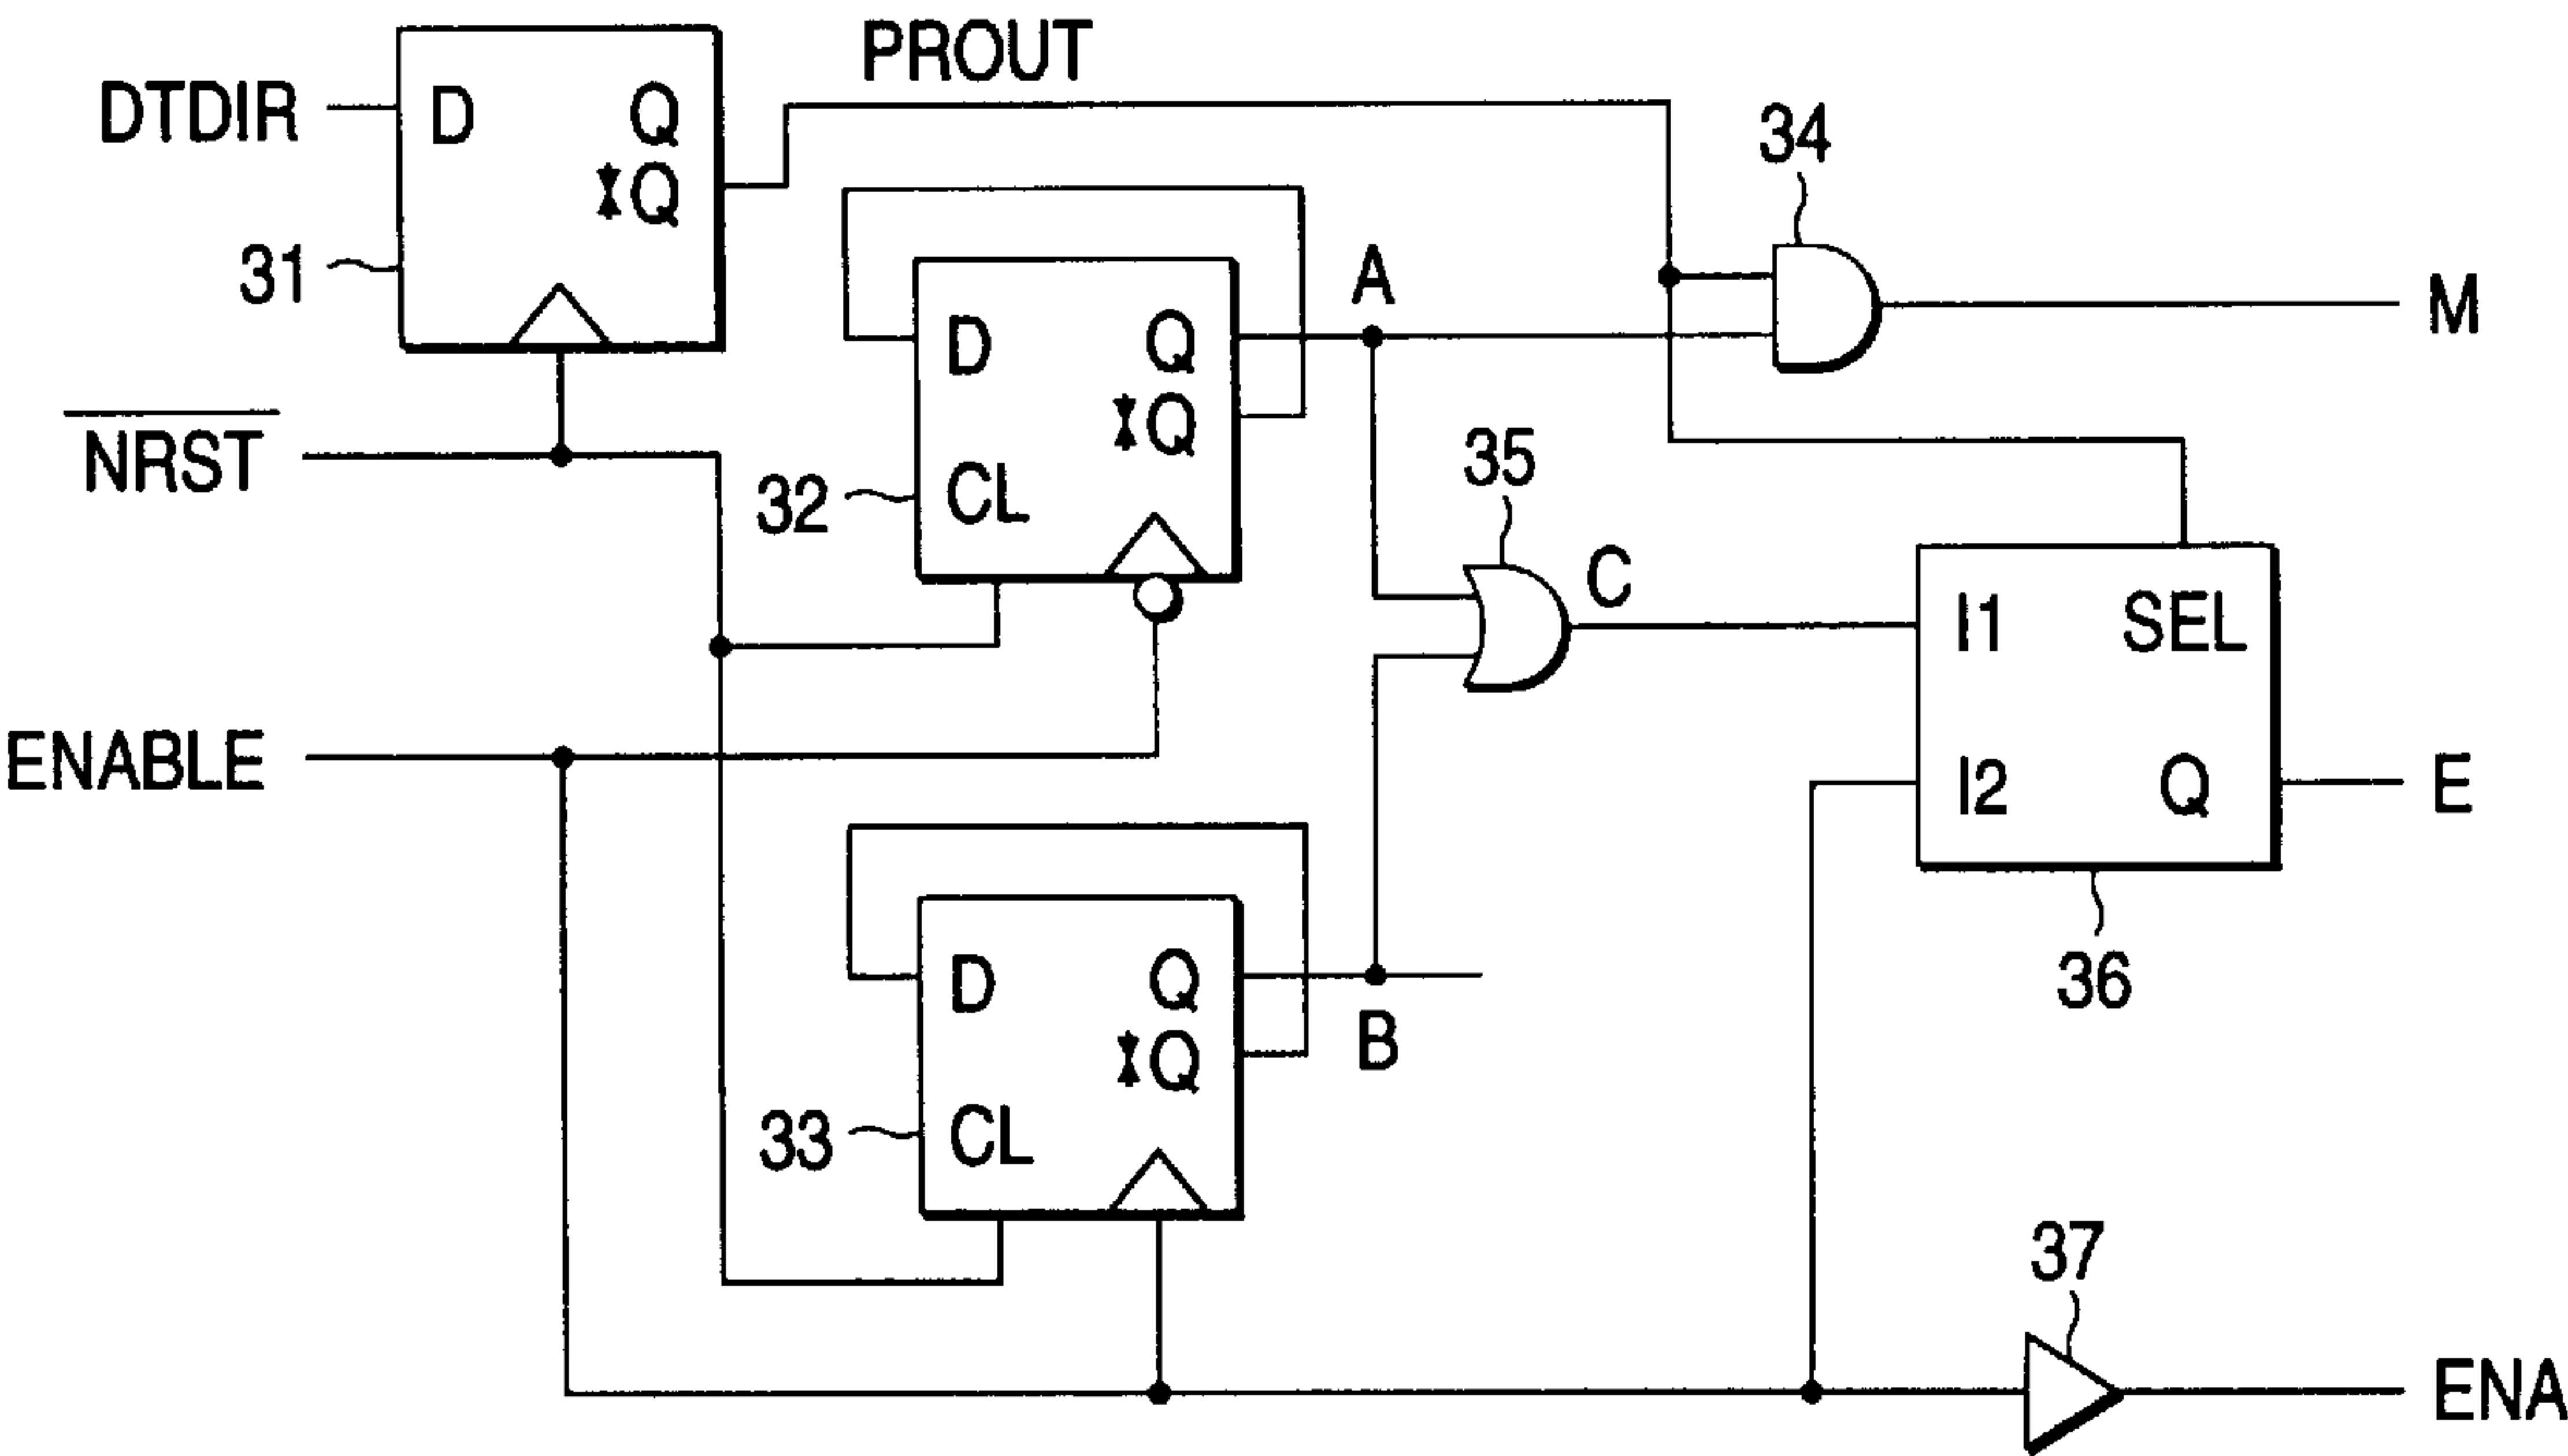 PROUT
DTDIR
D
Q
*Q
31
34
A
M
NRST
D
Q
*Q
CL
32
35
C
I1
SEL
ENABLE
I2
Q
E
36
D
Q
*Q
B
CL
33
37
ENA